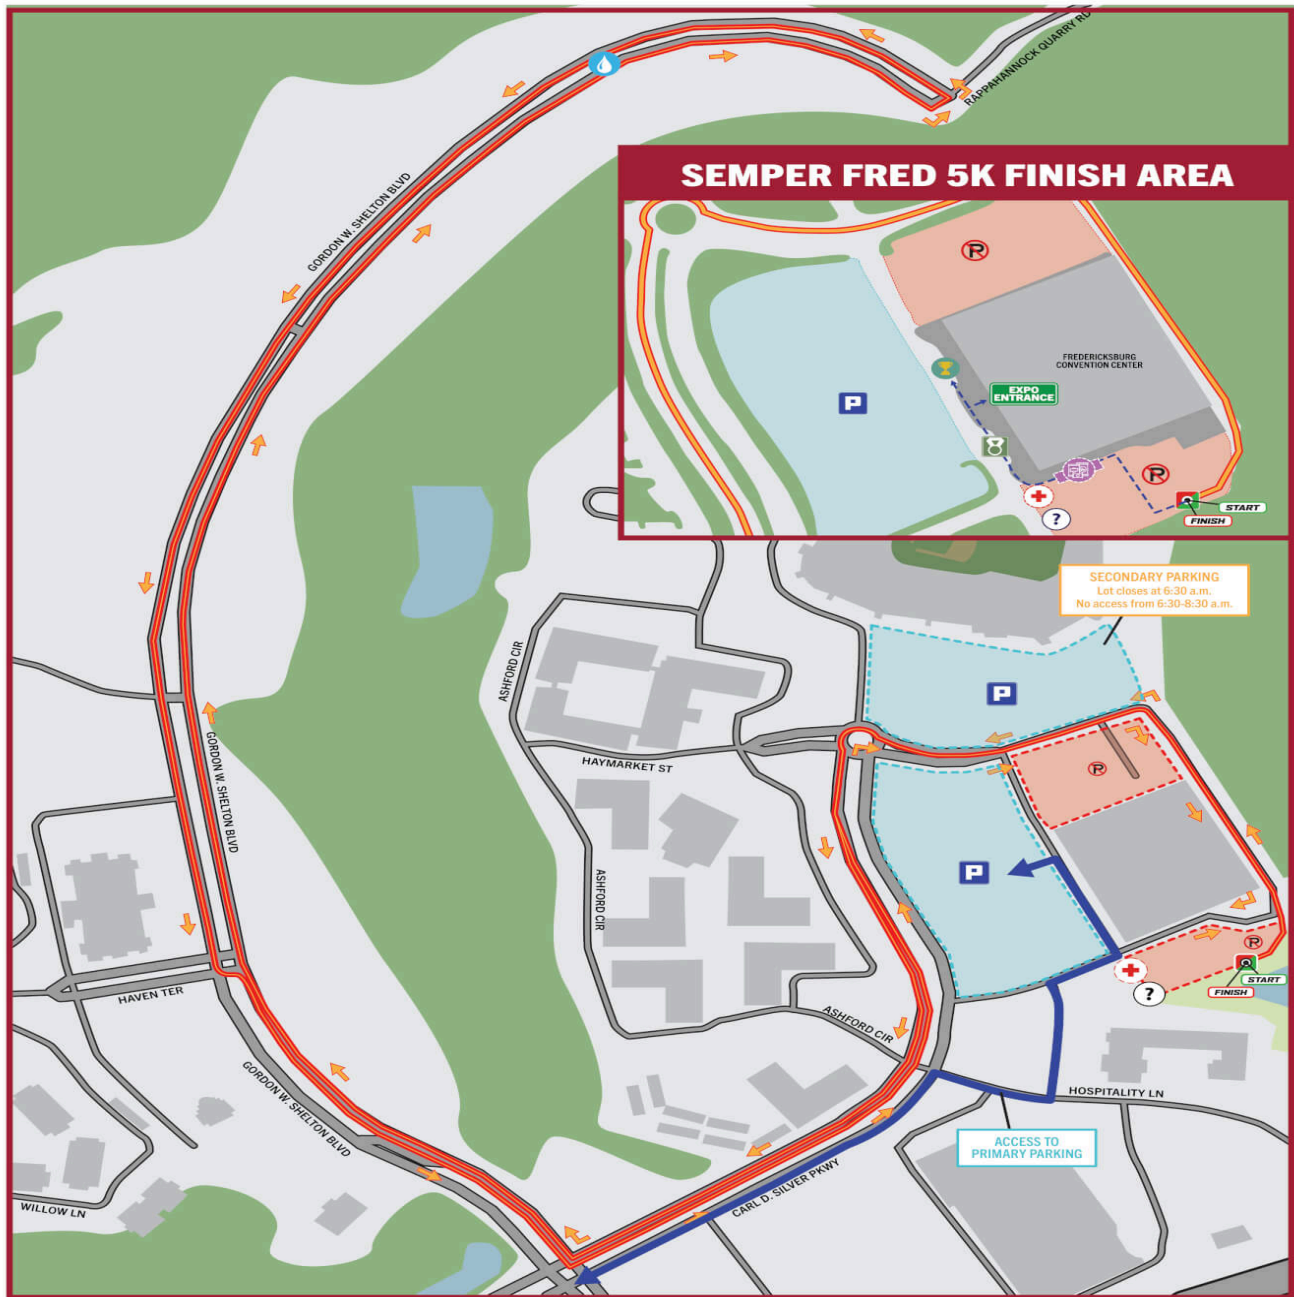 RAPPAHANNOCK QUARRY RD
GORDON W. SHELTON BLVD
SEMPER FRED 5K FINISH AREA
P
FREDERICKSBURG
CONVENTION CENTER
EXPO
ENTRANCE
P
P
?
START
FINISH
SECONDARY PARKING
Lot closes at 6:30 a.m.
No access from 6:30-8:30 a.m.
ASHFORD CIR
P
GORDON W. SHELTON BLVD
HAYMARKET ST
P
P
ASHFORD CIR
P
HAVEN TER
?
START
FINISH
ASHFORD CIR
GORDON W. SHELTON BLVD
HOSPITALITY LN
ACCESS TO
PRIMARY PARKING
CARL D. SILVER PKWY
WILLOW LN